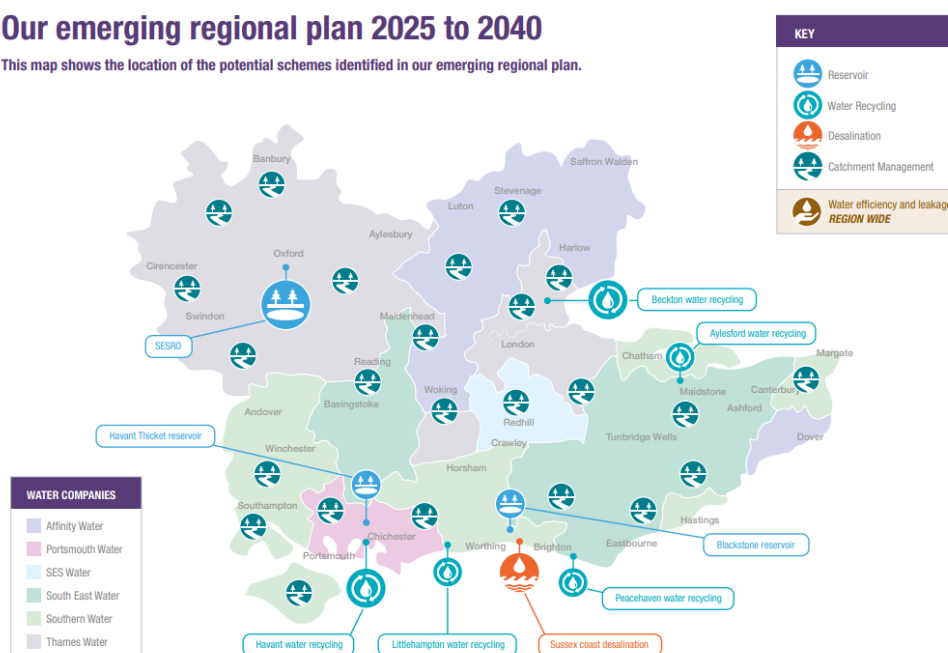 Our emerging regional plan 2025 to 2040
This map shows the location of the potential schemes identified in our emerging regional plan.
KEY
Reservoir
Water Recycling
Desalination
Catchment Management
Water efficiency and leakage
REGION WIDE
Banbury
Saffron Walden
Stevenage
Luton
Aylesbury
Harlow
Oxford
Cirencester
Beckton water recycling
Swindon
Maidenhead
Aylesford water recycling
SESRO
London
Chatham
Margate
Reading
Woking
Maidstone
Canterbury
Basingstoke
Ashford
Andover
Redhill
Havant Thicket reservoir
Crawley
Tunbridge Wells
Dover
Winchester
Horsham
WATER COMPANIES
Southampton
Hastings
Affinity Water
Chichester
Worthing
Brighton
Eastbourne
Blackstone reservoir
Portsmouth Water
Portsmouth
SES Water
South East Water
Peacehaven water recycling
Southern Water
Thames Water
Havant water recycling
Littlehampton water recycling
Sussex coast desalination